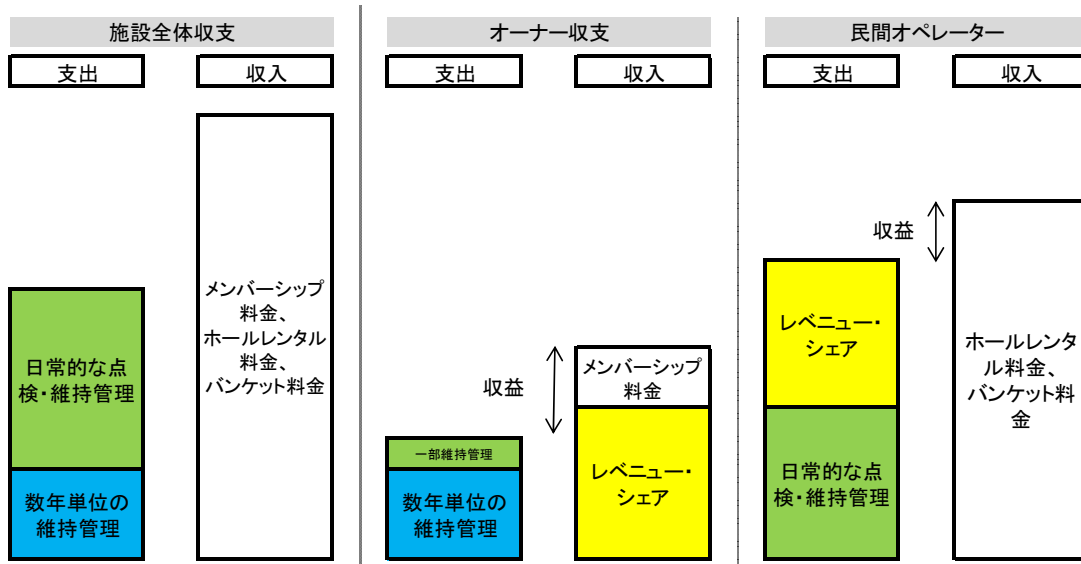 施設全体収支
支出
収入
メンバーシップ
料金、
ホールレンタル
料金、
バンケット料金
日常的な点
検・維持管理
数年単位の
維持管理
オーナー収支
支出
収入
収益
メンバーシップ
料金
一部維持管理
レベニュー・
シェア
数年単位の
維持管理
民間オペレーター
支出
収入
収益
レベニュー・
シェア
ホールレンタ
ル料金、
バンケット料
金
日常的な点
検・維持管理